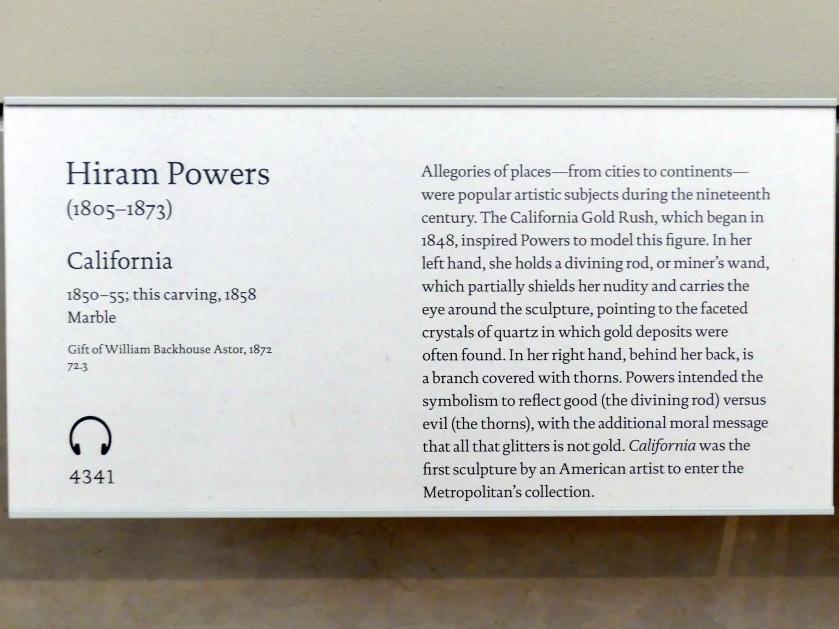 Hiram Powers
(1805–1873)
California
1850–55; this carving, 1858
Marble
Gift of William Backhouse Astor, 1872
72.3
4341
Allegories of places—from cities to continents—
were popular artistic subjects during the nineteenth
century. The California Gold Rush, which began in
1848, inspired Powers to model this figure. In her
left hand, she holds a divining rod, or miner’s wand,
which partially shields her nudity and carries the
eye around the sculpture, pointing to the faceted
crystals of quartz in which gold deposits were
often found. In her right hand, behind her back, is
a branch covered with thorns. Powers intended the
symbolism to reflect good (the divining rod) versus
evil (the thorns), with the additional moral message
that all that glitters is not gold. California was the
first sculpture by an American artist to enter the
Metropolitan’s collection.